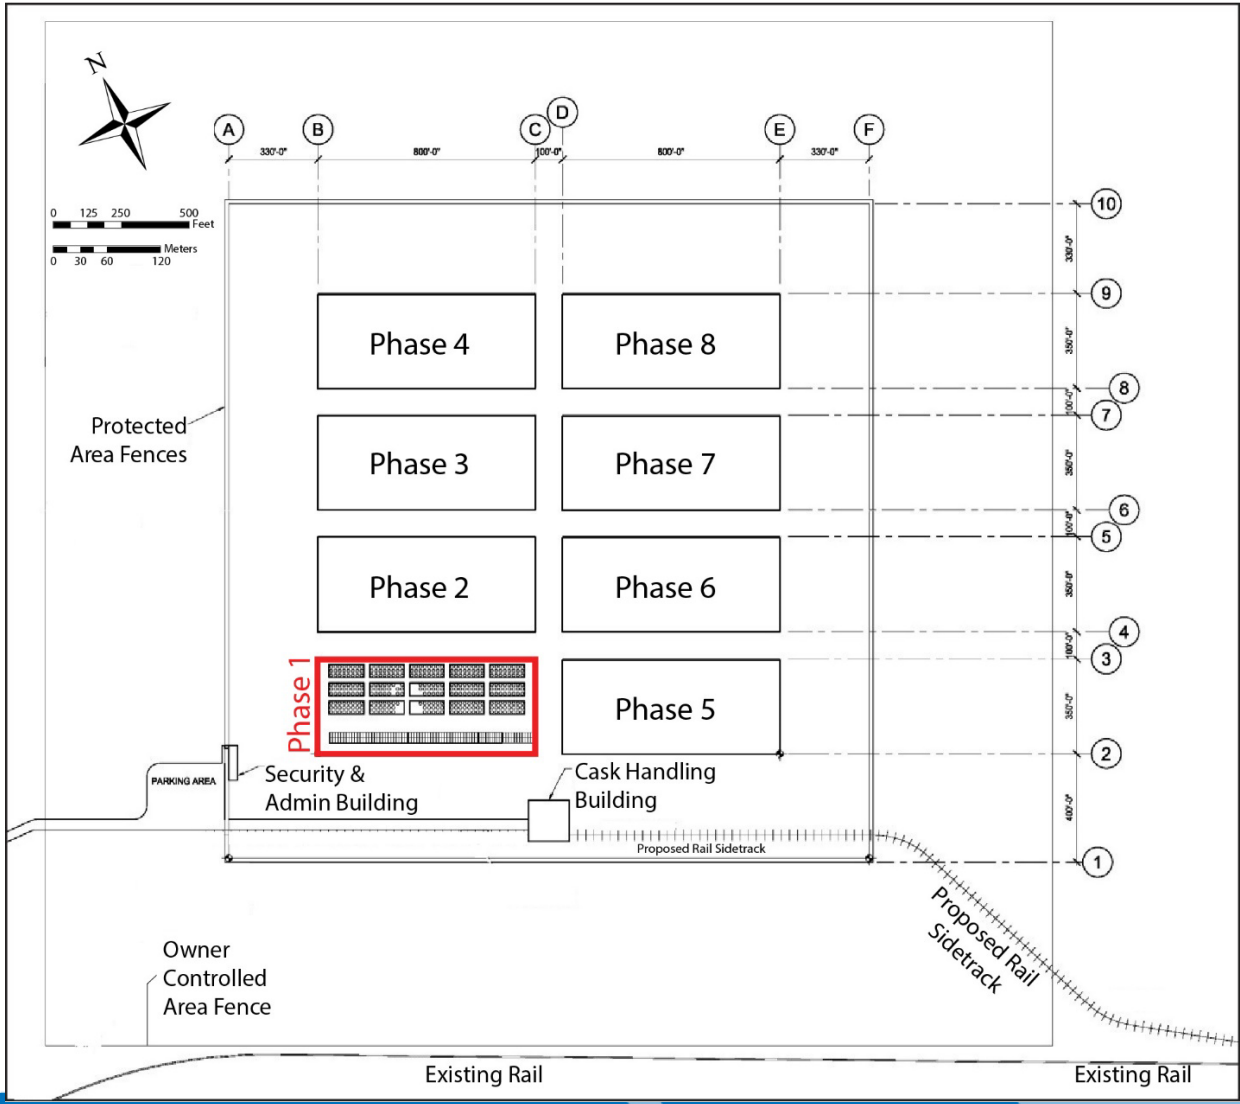 N
A
B
C
D
E
F
330'-0"
800'-0"
100'-0"
800'-0"
330'-0"
0 125 250 500
Feet
Meters
0 30 60 120
10
330'-0"
9
350'-0"
8
100'-0"
7
350'-0"
6
100'-0"
5
350'-0"
4
100'-0"
3
350'-0"
2
400'-0"
1
Phase 4
Phase 8
Protected
Area Fences
Phase 3
Phase 7
Phase 2
Phase 6
Phase 1
Phase 5
PARKING AREA
Security &
Admin Building
Cask Handling
Building
Proposed Rail Sidetrack
Proposed Rail
Sidetrack
Owner
Controlled
Area Fence
Existing Rail
Existing Rail